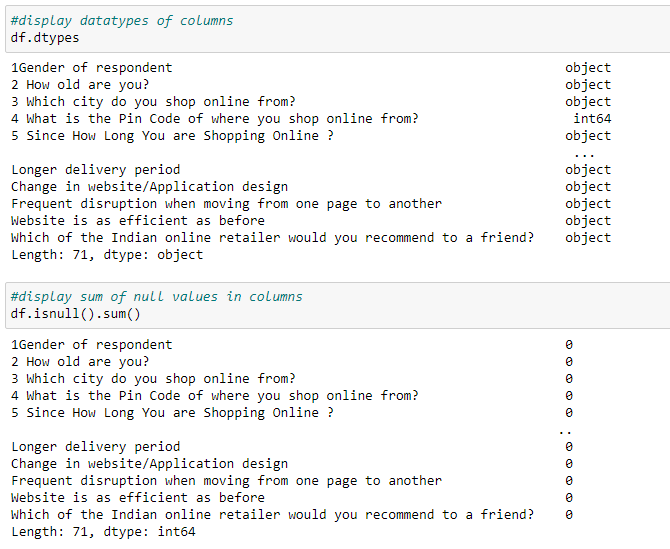 #display datatypes of columns
df.dtypes
1Gender of respondent object
2 How old are you? object
3 Which city do you shop online from? object
4 What is the Pin Code of where you shop online from? int64
5 Since How Long You are Shopping Online ? object
...
Longer delivery period object
Change in website/Application design object
Frequent disruption when moving from one page to another object
Website is as efficient as before object
Which of the Indian online retailer would you recommend to a friend? object
Length: 71, dtype: object
#display sum of null values in columns
df.isnull().sum()
1Gender of respondent 0
2 How old are you? 0
3 Which city do you shop online from? 0
4 What is the Pin Code of where you shop online from? 0
5 Since How Long You are Shopping Online ? 0
..
Longer delivery period 0
Change in website/Application design 0
Frequent disruption when moving from one page to another 0
Website is as efficient as before 0
Which of the Indian online retailer would you recommend to a friend? 0
Length: 71, dtype: int64